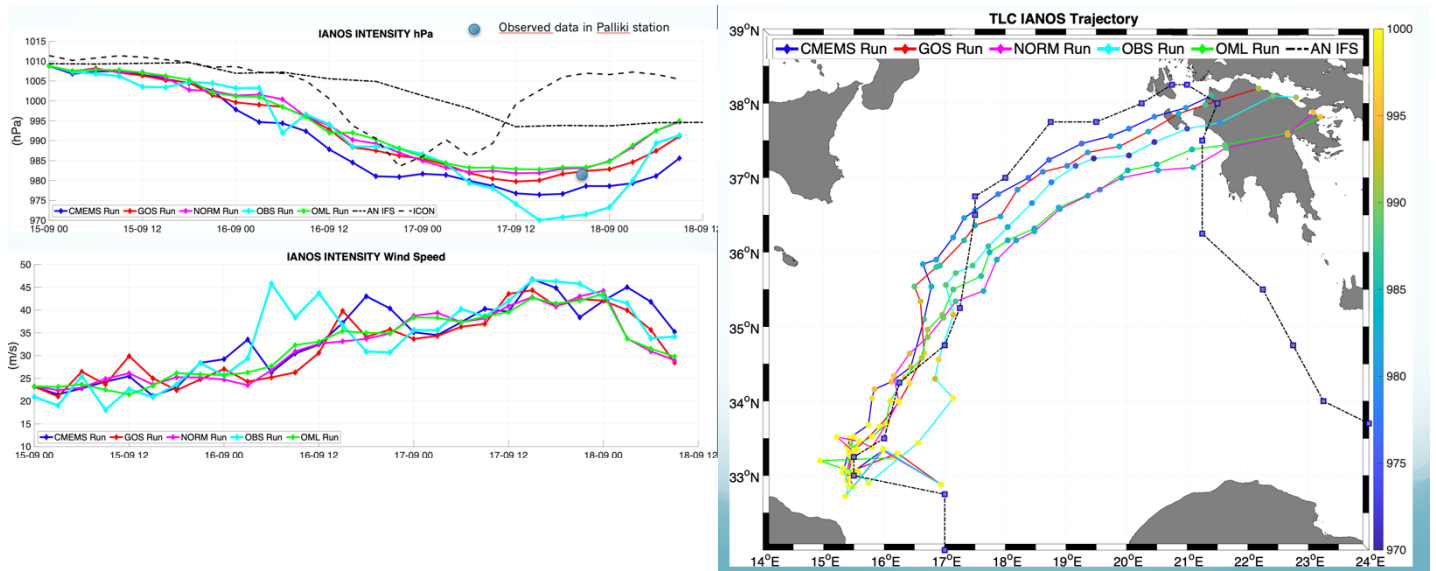 Observed data in Palliki station
IANOS INTENSITY hPa
1015
1010
1005
1000
995
990
985
980
975
970
(hPa)
CMEMS Run GOS Run NORM Run OBS Run OML Run AN IFS ICON
15-09 00 15-09 12 16-09 00 16-09 12 17-09 00 17-09 12 18-09 00 18-09 12
IANOS INTENSITY Wind Speed
50
45
40
35
30
25
20
15
10
(m/s)
CMEMS Run GOS Run NORM Run OBS Run OML Run
15-09 00 15-09 12 16-09 00 16-09 12 17-09 00 17-09 12 18-09 00 18-09 12
TLC IANOS Trajectory
CMEMS Run GOS Run NORM Run OBS Run OML Run AN IFS
39°N
38°N
37°N
36°N
35°N
34°N
33°N
14°E 15°E 16°E 17°E 18°E 19°E 20°E 21°E 22°E 23°E 24°E
1000
995
990
985
980
975
970